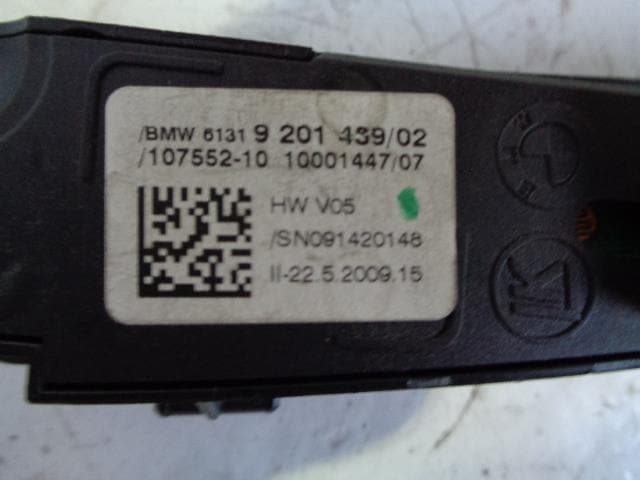 /BMW 6131 9 201 439/02
/107552-10 10001447/07
HW V05
/SN091420148
II-22.5.2009.15